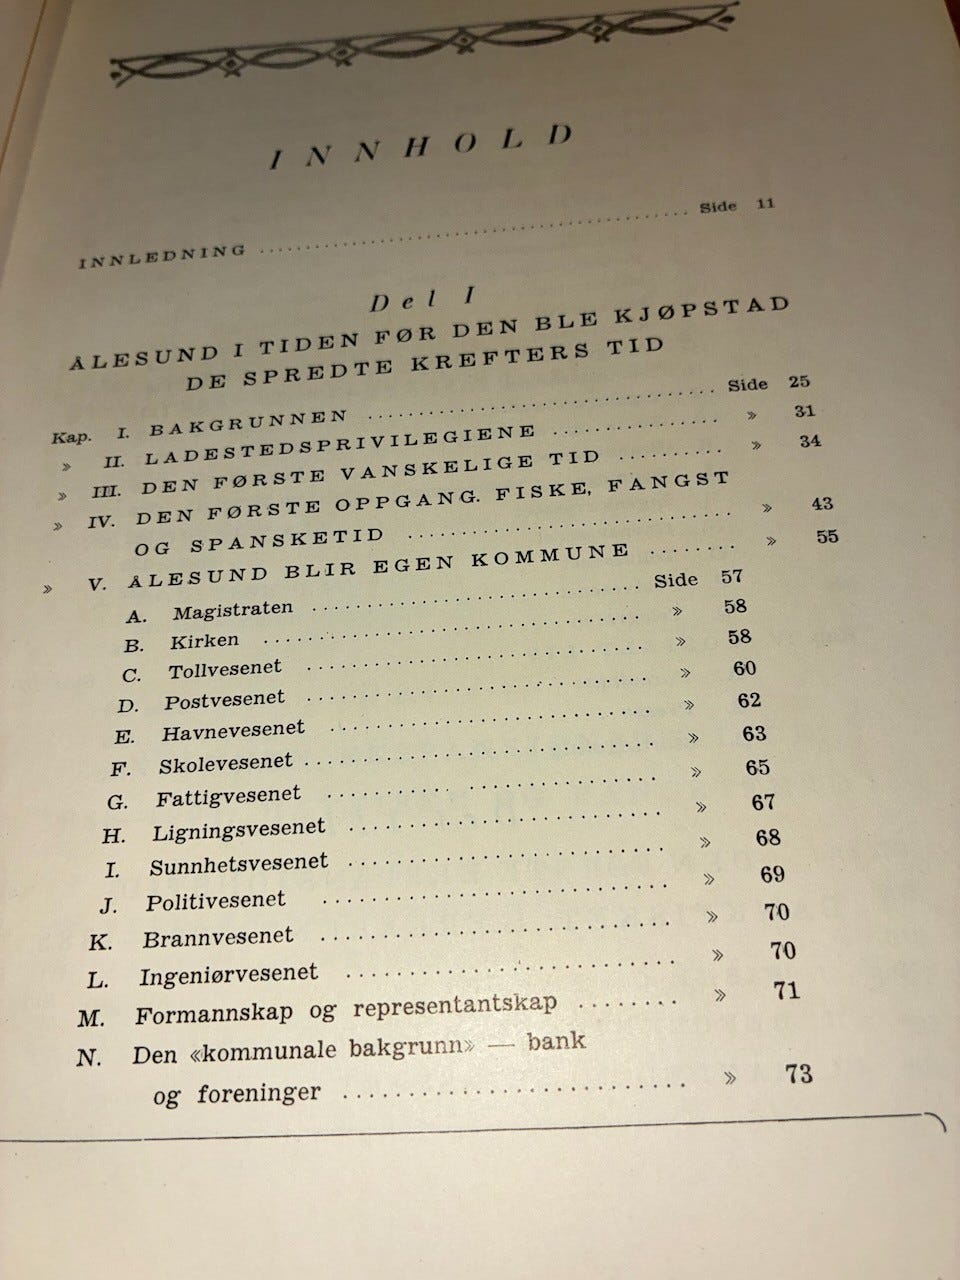 INNHOLD
INNLEDNING ........ Side 11
Del I
ÅLESUND I TIDEN FØR DEN BLE KJØPSTAD
DE SPREDTE KREFTERS TID
Kap. I. BAKGRUNNEN ........ Side 25
» II. LADESTEDSPRIVILEGIENE ........ » 31
» III. DEN FØRSTE VANSKELIGE TID ........ » 34
» IV. DEN FØRSTE OPPGANG. FISKE, FANGST
OG SPANSKETID ........ » 43
» V. ÅLESUND BLIR EGEN KOMMUNE ........ » 55
A. Magistraten ........ Side 57
B. Kirken ........ » 58
C. Tollvesenet ........ » 58
D. Postvesenet ........ » 60
E. Havnevesenet ........ » 62
F. Skolevesenet ........ » 63
G. Fattigvesenet ........ » 65
H. Ligningsvesenet ........ » 67
I. Sunnhetsvesenet ........ » 68
J. Politivesenet ........ » 69
K. Brannvesenet ........ » 70
L. Ingeniørvesenet ........ » 70
M. Formannskap og representantskap ........ » 71
N. Den «kommunale bakgrunn» — bank
og foreninger ........ » 73